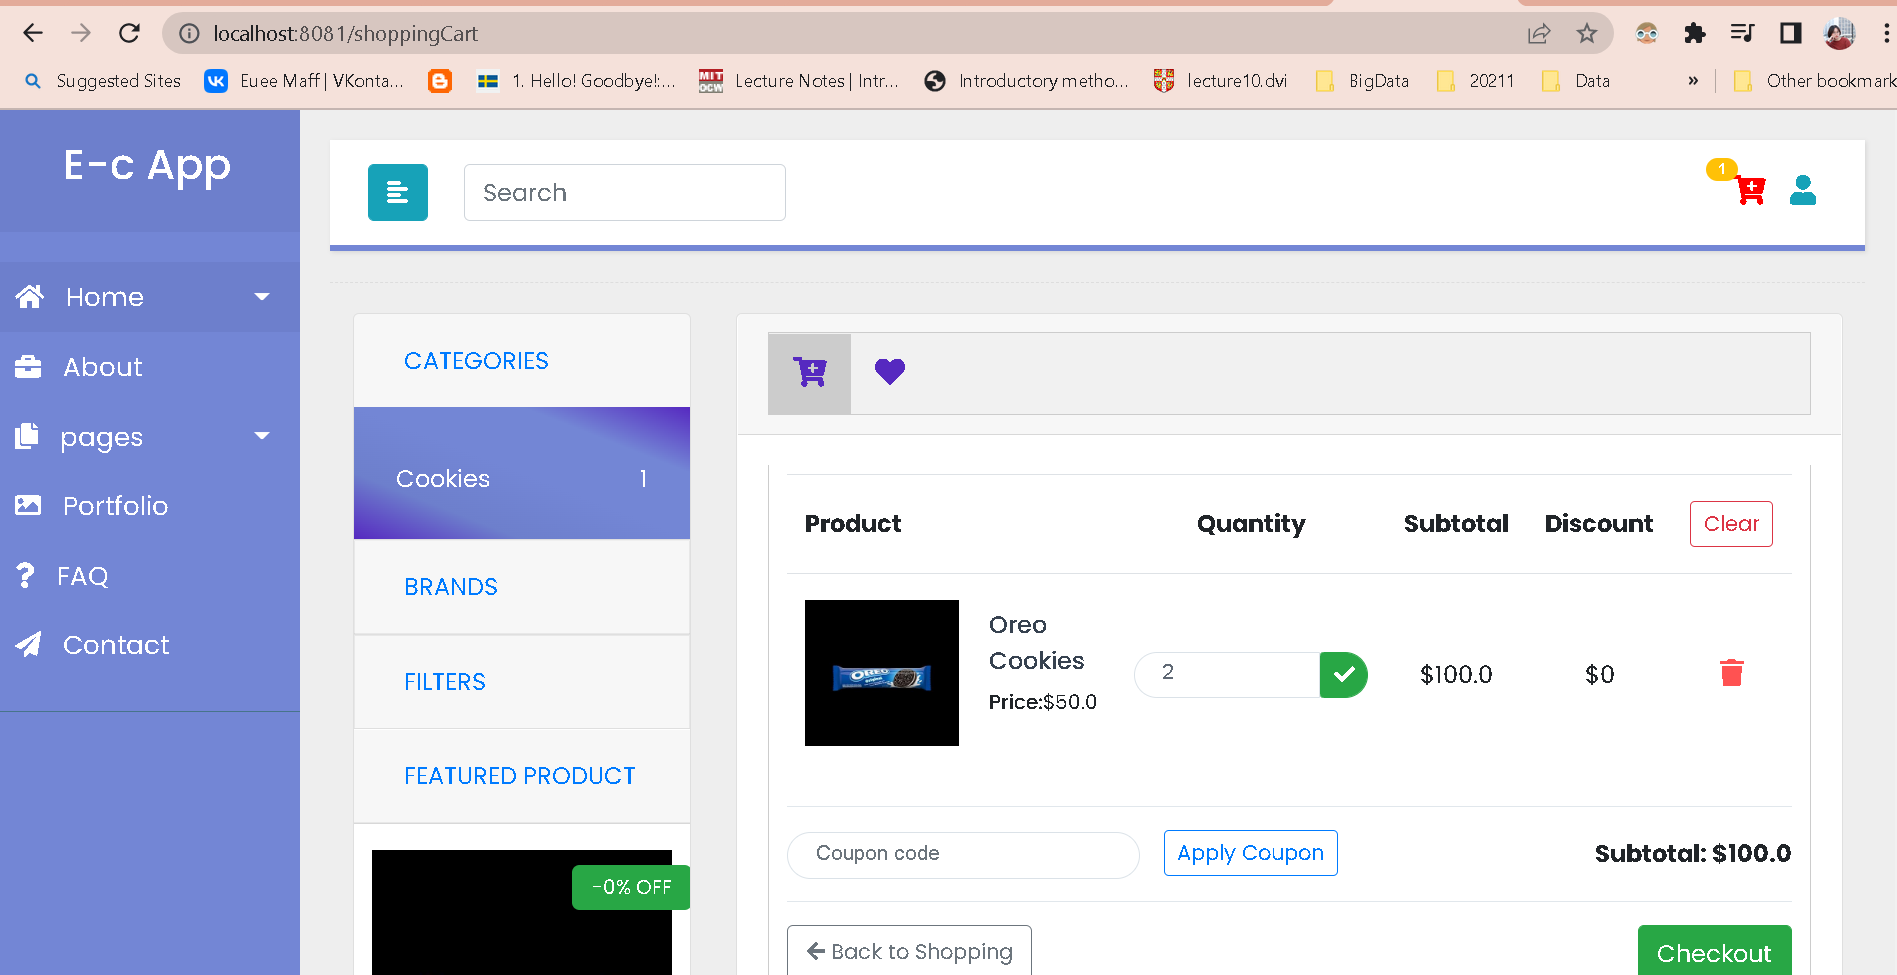 localhost:8081/shoppingCart
Suggested Sites
Euee Maff | VKonta...
1. Hello! Goodbye!:...
MIT OCW
Lecture Notes | Intr...
Introductory metho...
lecture10.dvi
BigData
20211
Data
»
Other bookmark
E-c App
Search
1
Home
About
pages
Portfolio
FAQ
Contact
CATEGORIES
Cookies 1
BRANDS
FILTERS
FEATURED PRODUCT
-0% OFF
Product Quantity Subtotal Discount Clear
OREO
Oreo
Cookies
Price:$50.0
2
$100.0
$0
Coupon code
Apply Coupon
Subtotal: $100.0
Back to Shopping
Checkout